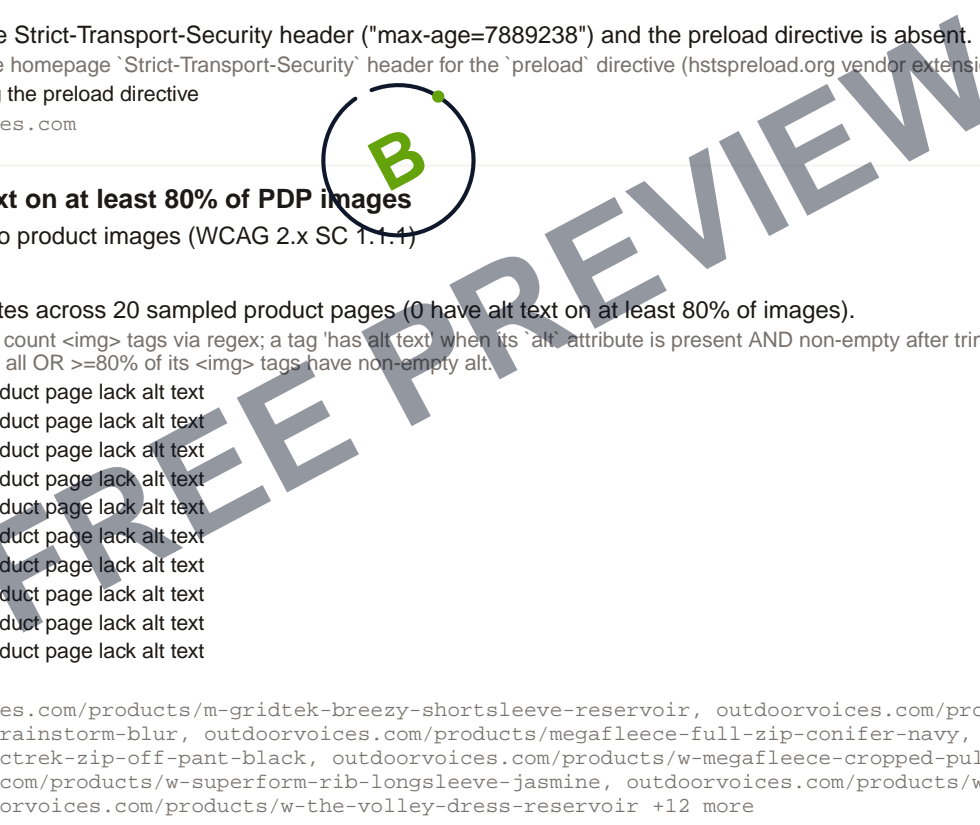 e Strict-Transport-Security header ("max-age=7889238") and the preload directive is absent.
e homepage `Strict-Transport-Security` header for the `preload` directive (hstspreload.org vendor extensi
g the preload directive
es.com
B
xt on at least 80% of PDP images
o product images (WCAG 2.x SC 1.1.1)
tes across 20 sampled product pages (0 have alt text on at least 80% of images).
count <img> tags via regex; a tag 'has alt text' when its `alt` attribute is present AND non-empty after trim
all OR >=80% of its <img> tags have non-empty alt.
duct page lack alt text
duct page lack alt text
duct page lack alt text
duct page lack alt text
duct page lack alt text
duct page lack alt text
duct page lack alt text
duct page lack alt text
duct page lack alt text
duct page lack alt text
FREE PREVIEW
es.com/products/m-gridtek-breezy-shortsleeve-reservoir, outdoorvoices.com/pro
rainstorm-blur, outdoorvoices.com/products/megafleece-full-zip-conifer-navy,
ctrek-zip-off-pant-black, outdoorvoices.com/products/w-megafleece-cropped-pul
com/products/w-superform-rib-longsleeve-jasmine, outdoorvoices.com/products/w
orvoices.com/products/w-the-volley-dress-reservoir +12 more